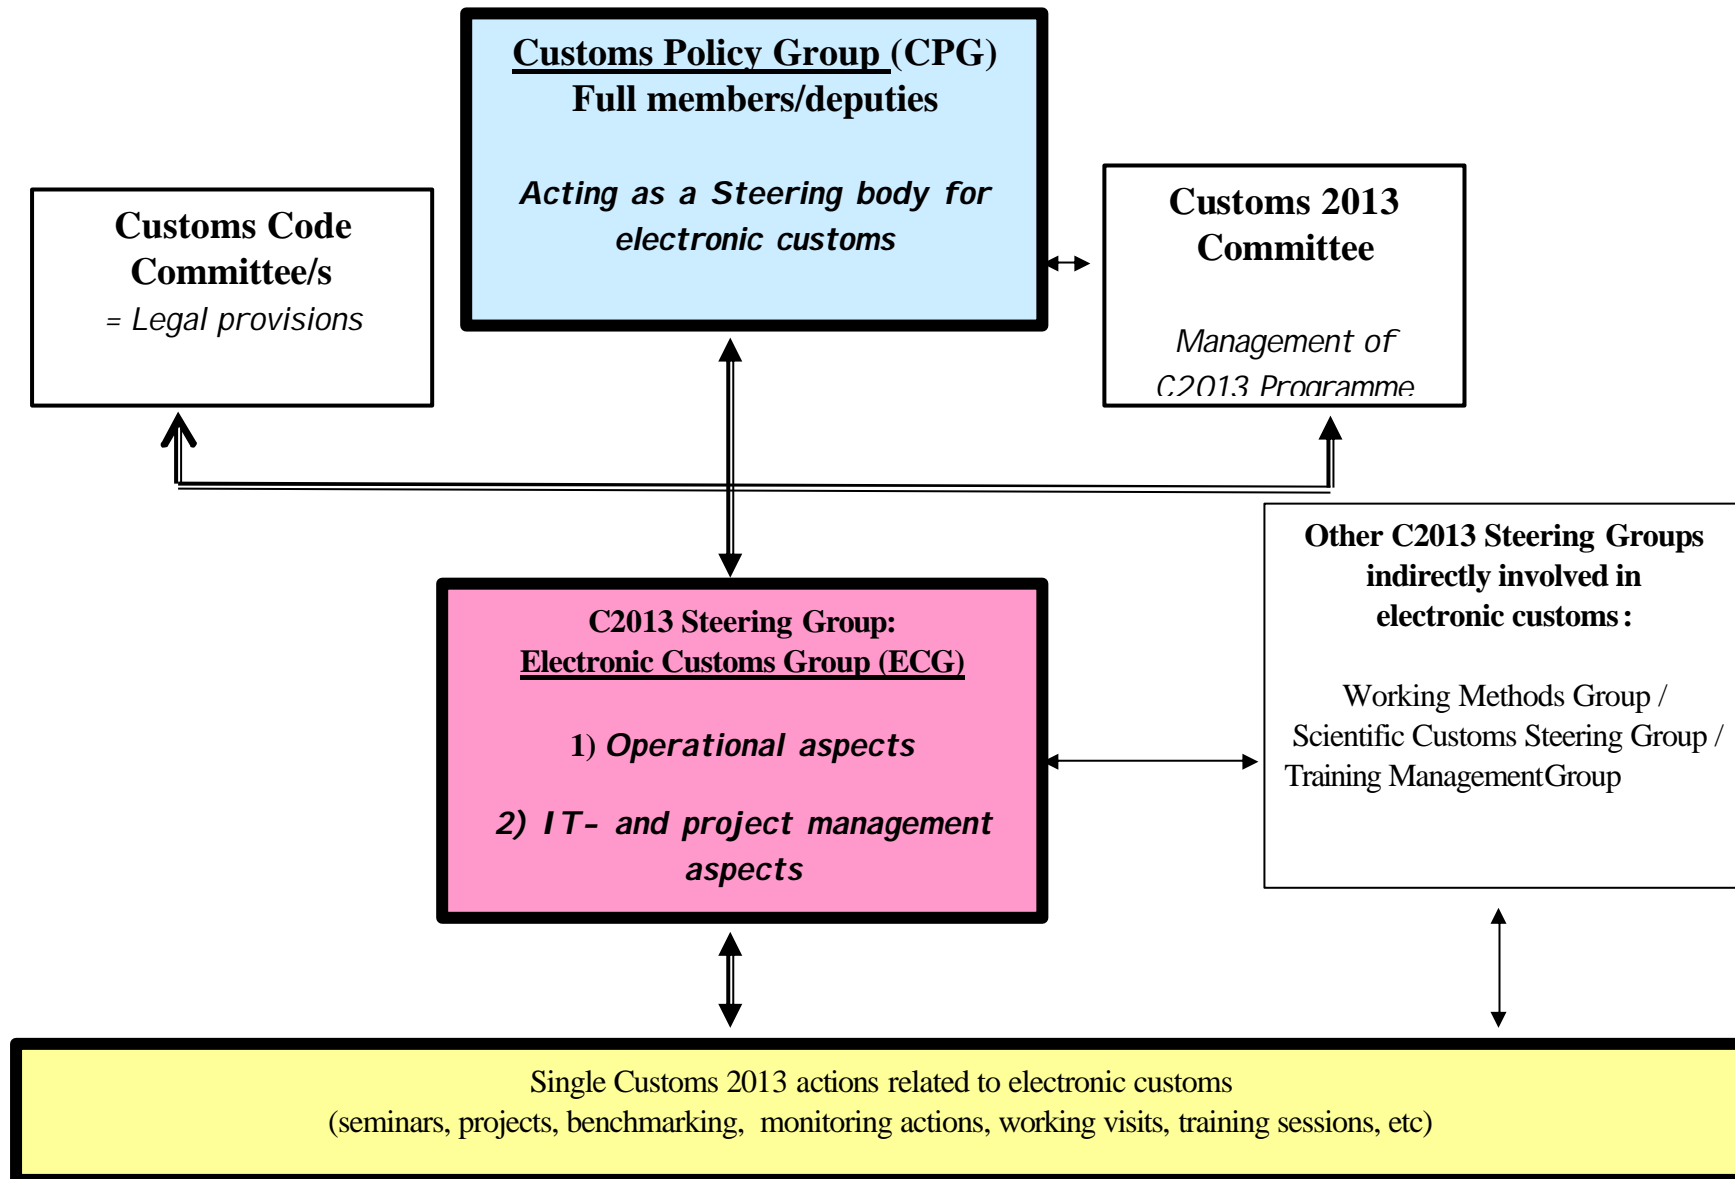 Customs Policy Group (CPG)
Full members/deputies
Acting as a Steering body for
electronic customs
Customs Code
Committee/s
= Legal provisions
Customs 2013
Committee
Management of
C2013 Programme
C2013 Steering Group:
Electronic Customs Group (ECG)
1) Operational aspects
2) IT- and project management
aspects
Other C2013 Steering Groups
indirectly involved in
electronic customs:
Working Methods Group /
Scientific Customs Steering Group /
Training Management Group
Single Customs 2013 actions related to electronic customs
(seminars, projects, benchmarking, monitoring actions, working visits, training sessions, etc)